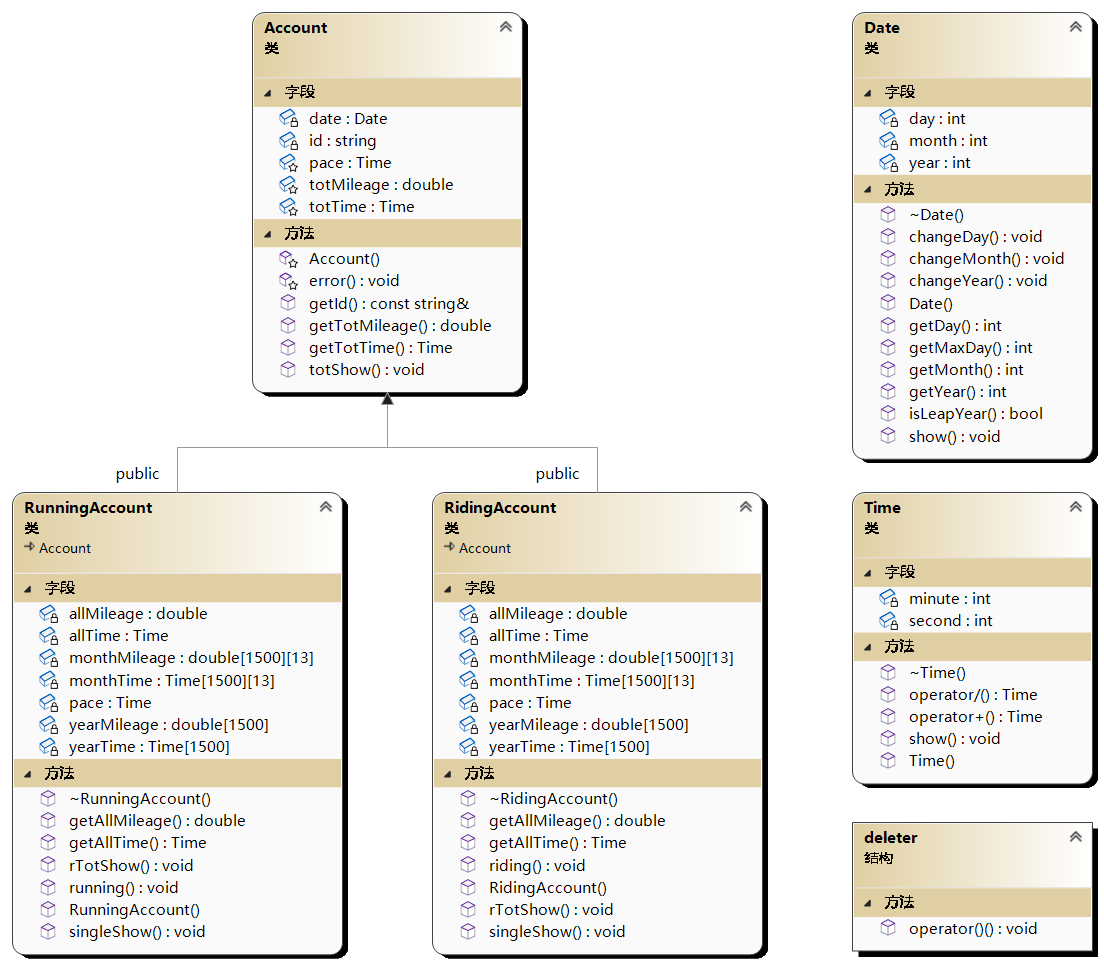 Account
类
字段
date : Date
id : string
pace : Time
totMileage : double
totTime : Time
方法
Account()
error() : void
getId() : const string&
getTotMileage() : double
getTotTime() : Time
totShow() : void
public
public
RunningAccount
类
Account
字段
allMileage : double
allTime : Time
monthMileage : double[1500][13]
monthTime : Time[1500][13]
pace : Time
yearMileage : double[1500]
yearTime : Time[1500]
方法
~RunningAccount()
getAllMileage() : double
getAllTime() : Time
rTotShow() : void
running() : void
RunningAccount()
singleShow() : void
RidingAccount
类
Account
字段
allMileage : double
allTime : Time
monthMileage : double[1500][13]
monthTime : Time[1500][13]
pace : Time
yearMileage : double[1500]
yearTime : Time[1500]
方法
~RidingAccount()
getAllMileage() : double
getAllTime() : Time
riding() : void
RidingAccount()
rTotShow() : void
singleShow() : void
Date
类
字段
day : int
month : int
year : int
方法
~Date()
changeDay() : void
changeMonth() : void
changeYear() : void
Date()
getDay() : int
getMaxDay() : int
getMonth() : int
getYear() : int
isLeapYear() : bool
show() : void
Time
类
字段
minute : int
second : int
方法
~Time()
operator/() : Time
operator+() : Time
show() : void
Time()
deleter
结构
方法
operator()() : void